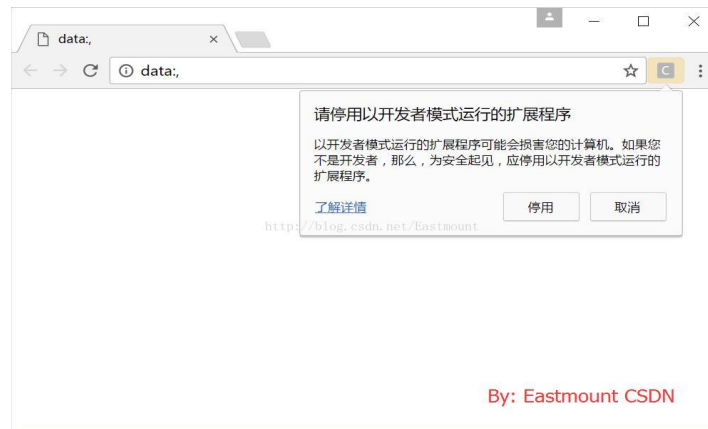 data:,
data:,
C
请停用以开发者模式运行的扩展程序
以开发者模式运行的扩展程序可能会损害您的计算机。如果您
不是开发者，那么，为安全起见，应停用以开发者模式运行的
扩展程序。
了解详情
停用
取消
http://blog.csdn.net/Eastmount
By: Eastmount CSDN